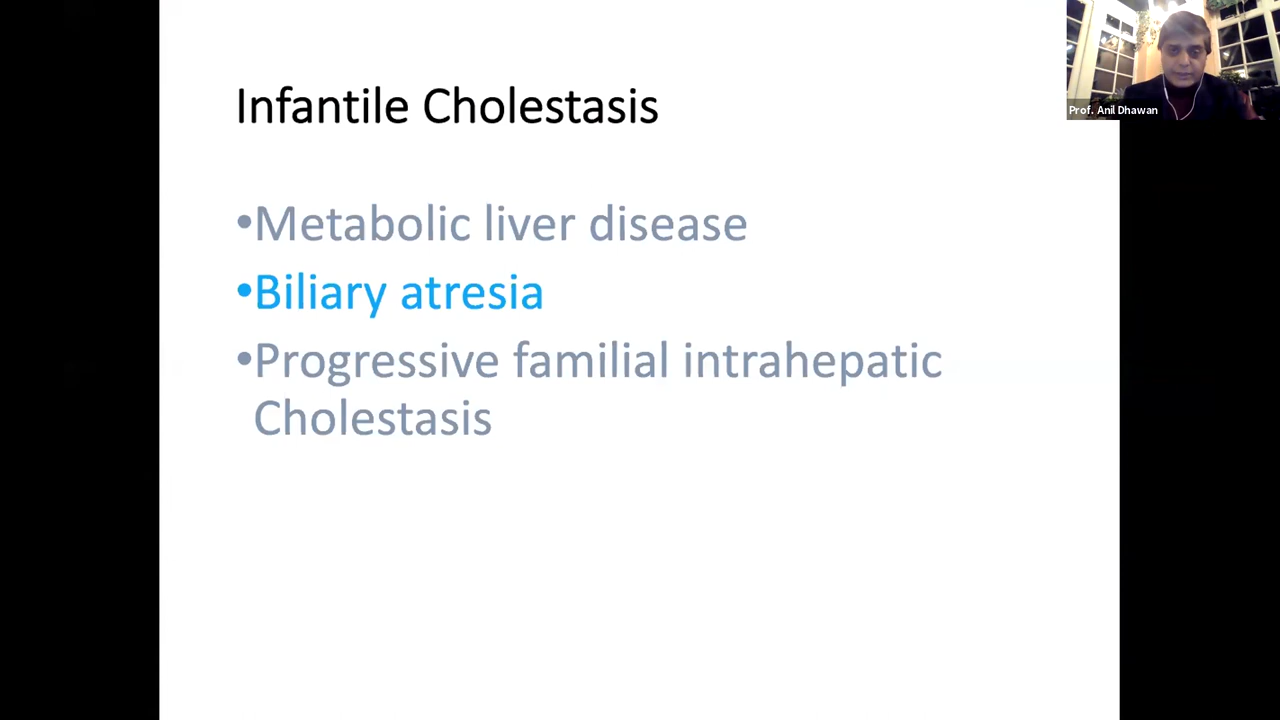 Infantile Cholestasis
Prof. Anil Dhawan
•Metabolic liver disease
•Biliary atresia
•Progressive familial intrahepatic
Cholestasis